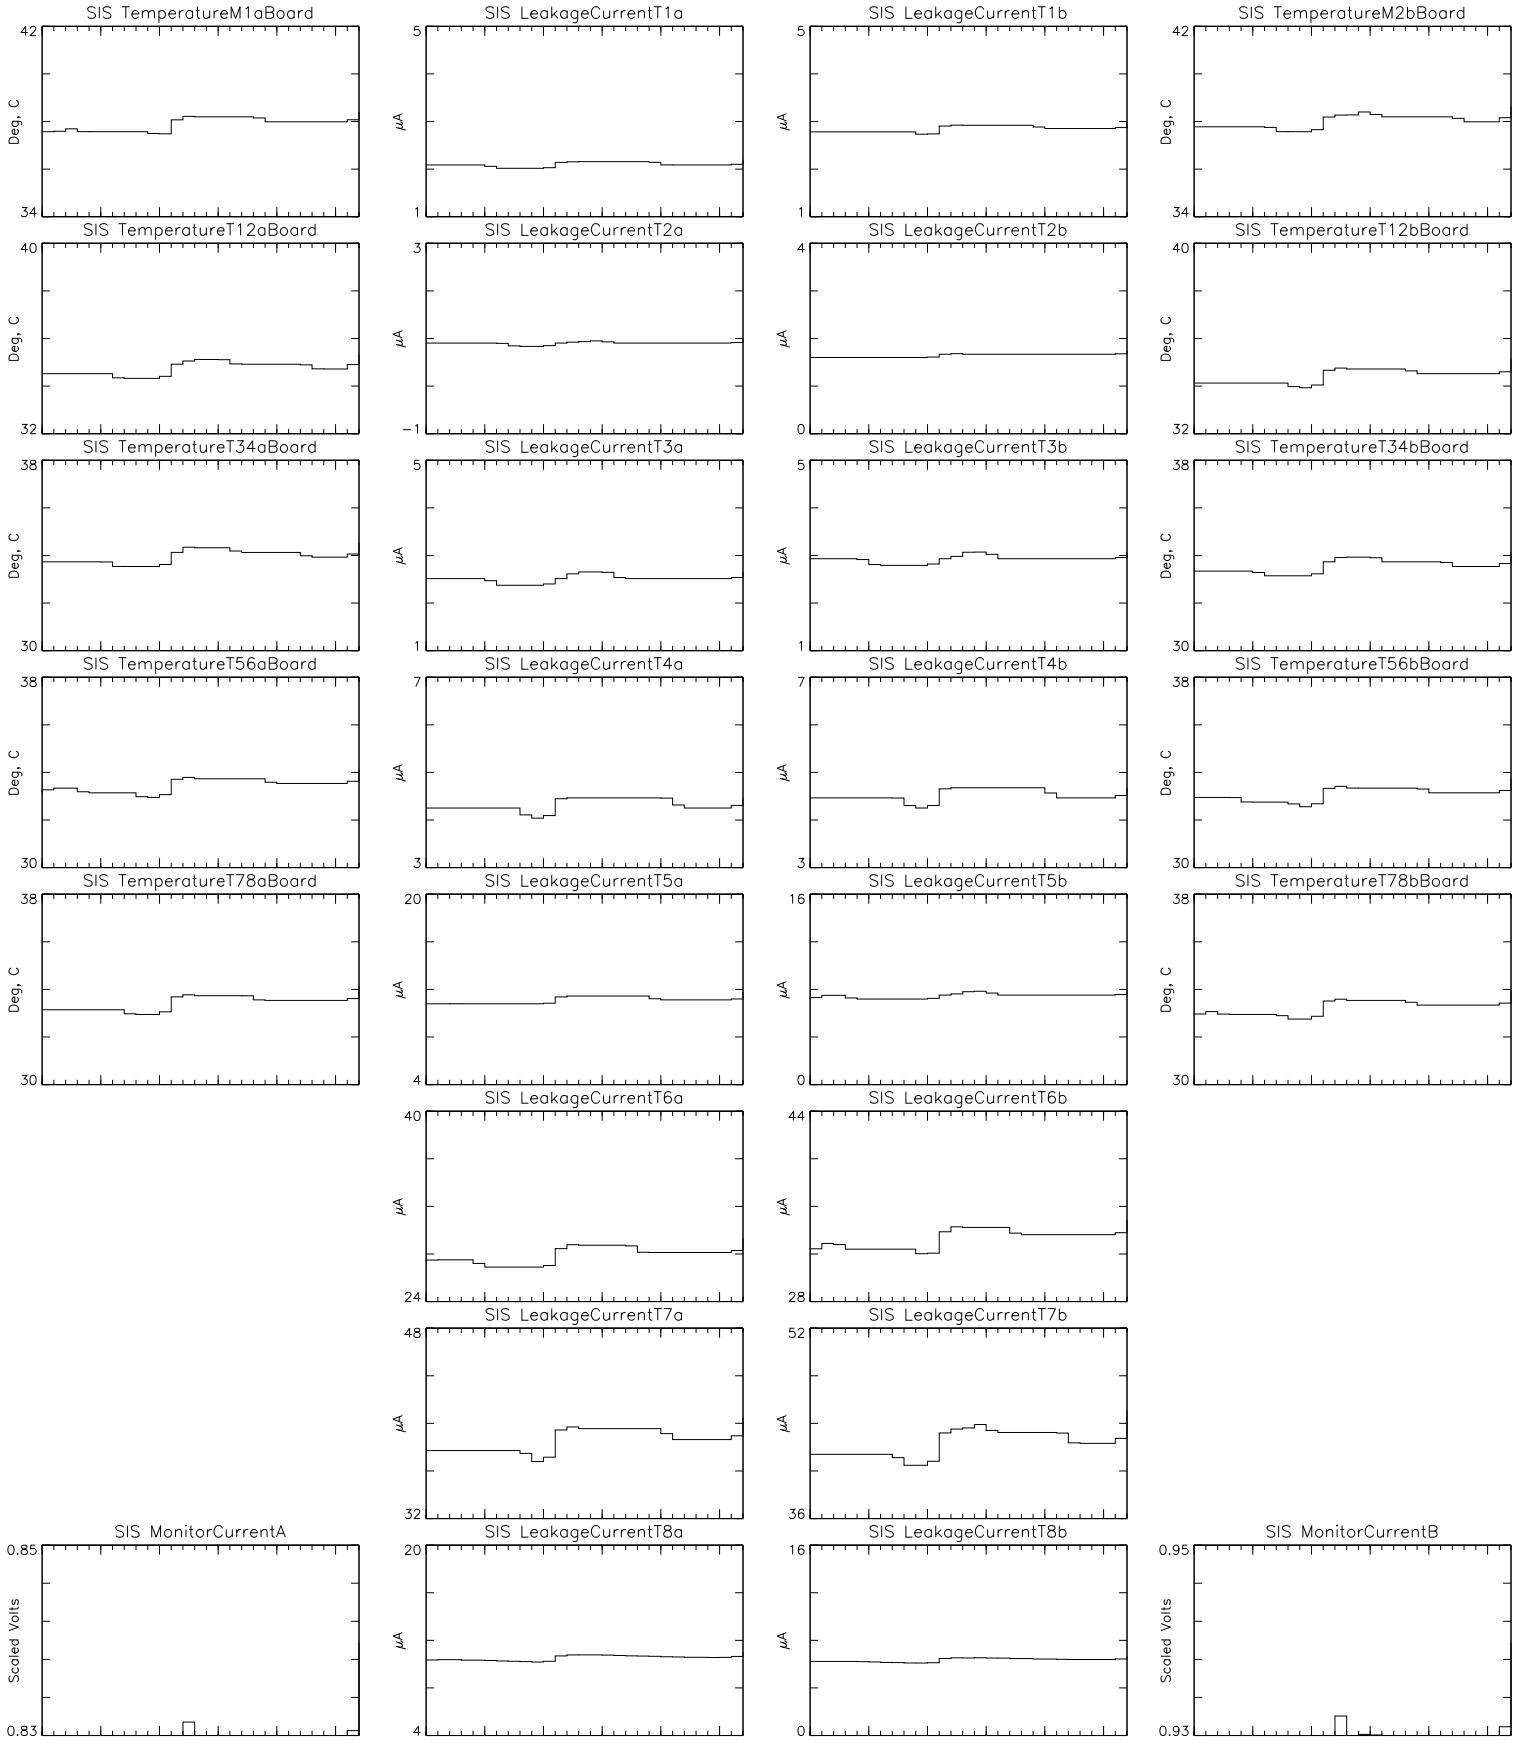 SIS TemperatureM1aBoard
42
Deg, C
34
SIS LeakageCurrentT1a
5
μA
1
SIS LeakageCurrentT1b
5
μA
1
SIS TemperatureM2bBoard
42
Deg, C
34
SIS TemperatureT12aBoard
40
Deg, C
32
SIS LeakageCurrentT2a
3
μA
-1
SIS LeakageCurrentT2b
4
μA
0
SIS TemperatureT12bBoard
40
Deg, C
32
SIS TemperatureT34aBoard
38
Deg, C
30
SIS LeakageCurrentT3a
5
μA
1
SIS LeakageCurrentT3b
5
μA
1
SIS TemperatureT34bBoard
38
Deg, C
30
SIS TemperatureT56aBoard
38
Deg, C
30
SIS LeakageCurrentT4a
7
μA
3
SIS LeakageCurrentT4b
7
μA
3
SIS TemperatureT56bBoard
38
Deg, C
30
SIS TemperatureT78aBoard
38
Deg, C
30
SIS LeakageCurrentT5a
20
μA
4
SIS LeakageCurrentT5b
16
μA
0
SIS TemperatureT78bBoard
38
Deg, C
30
SIS LeakageCurrentT6a
40
μA
24
SIS LeakageCurrentT6b
44
μA
28
SIS LeakageCurrentT7a
48
μA
32
SIS LeakageCurrentT7b
52
μA
36
SIS MonitorCurrentA
0.85
Scaled Volts
0.83
SIS LeakageCurrentT8a
20
μA
4
SIS LeakageCurrentT8b
16
μA
0
SIS MonitorCurrentB
0.95
Scaled Volts
0.93